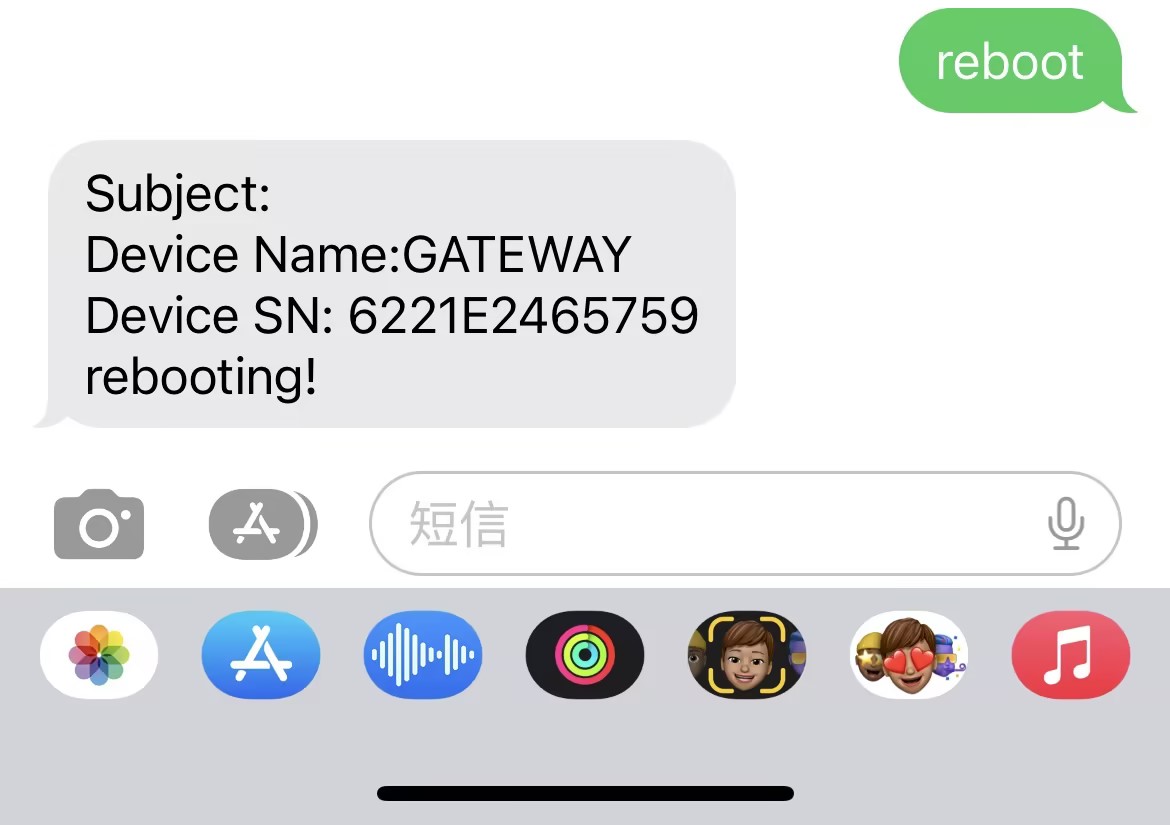 reboot
Subject:
Device Name:GATEWAY
Device SN: 6221E2465759
rebooting!
短信